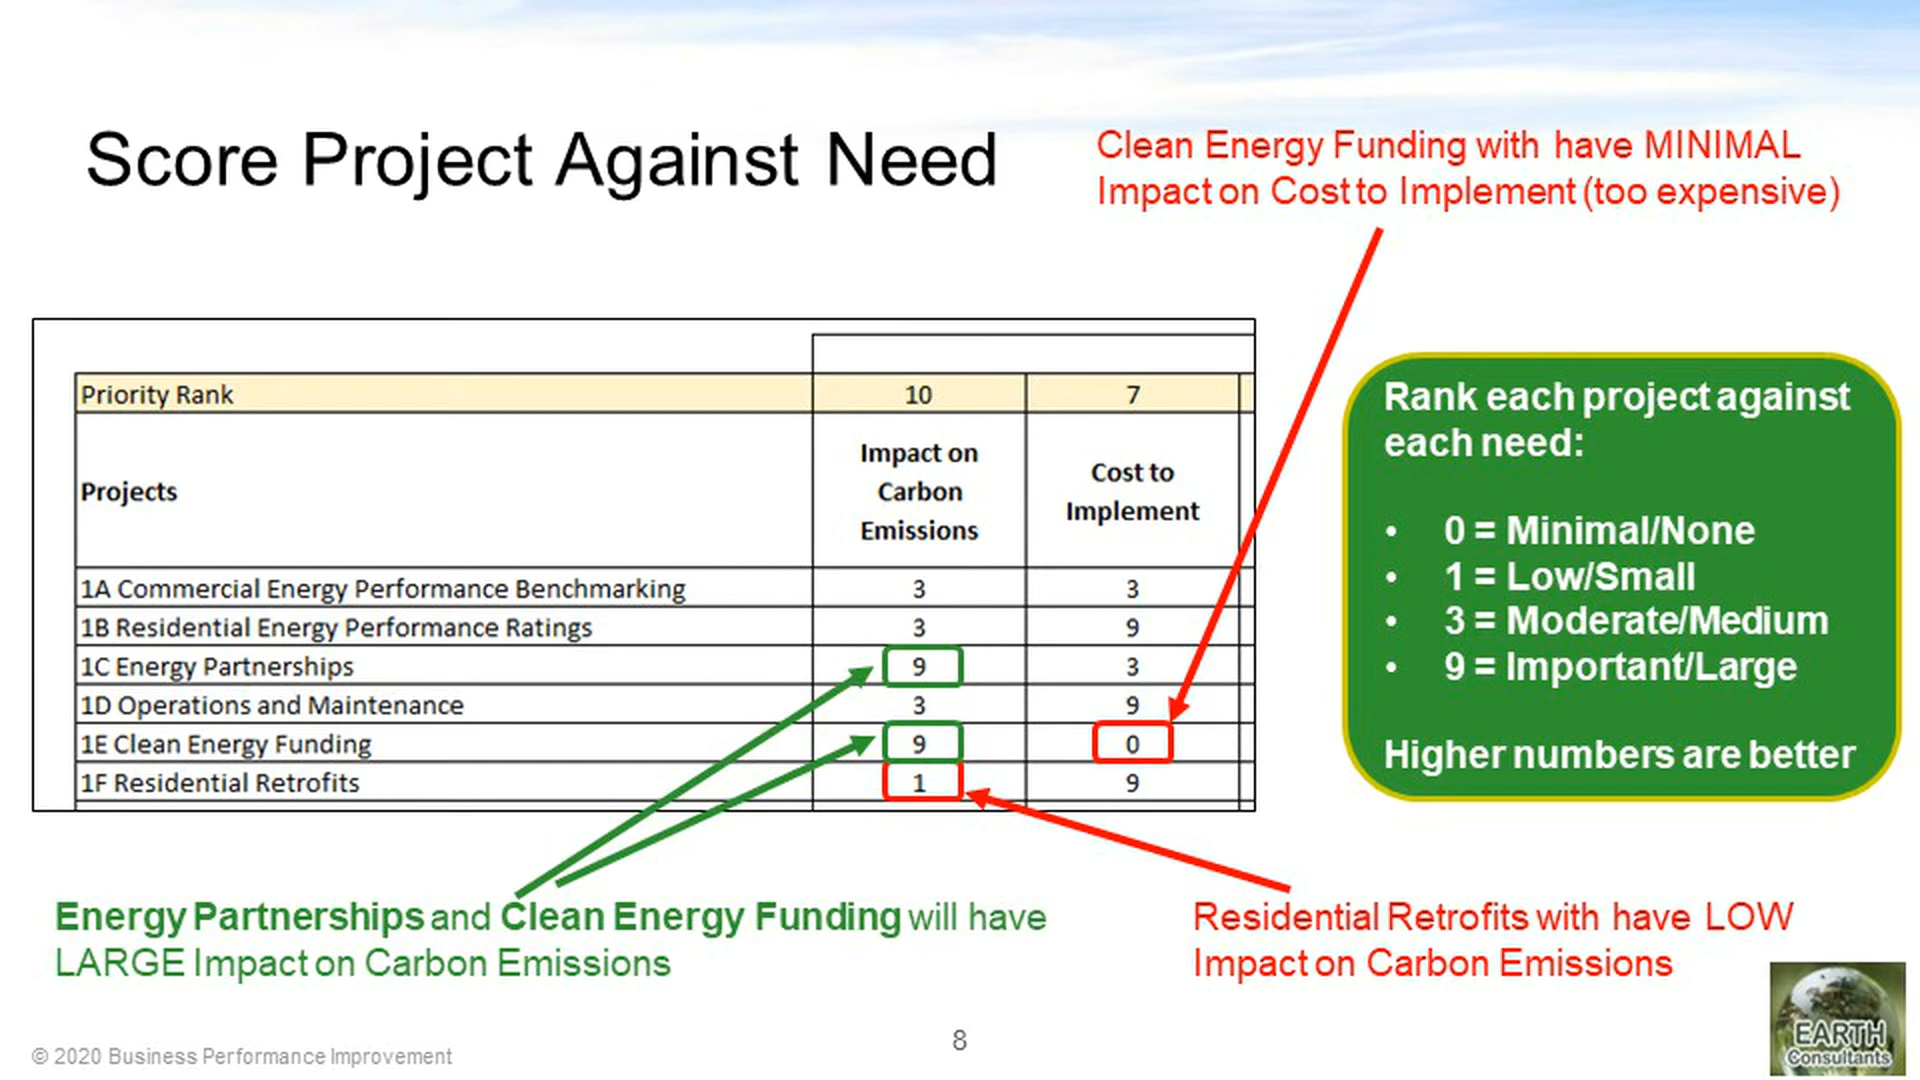 Score Project Against Need
Clean Energy Funding with have MINIMAL
Impact on Cost to Implement (too expensive)
Priority Rank 10 7
Projects Impact on Carbon Emissions Cost to Implement
1A Commercial Energy Performance Benchmarking 3 3
1B Residential Energy Performance Ratings 3 9
1C Energy Partnerships 9 3
1D Operations and Maintenance 3 9
1E Clean Energy Funding 9 0
1F Residential Retrofits 1 9
Rank each project against
each need:
• 0 = Minimal/None
• 1 = Low/Small
• 3 = Moderate/Medium
• 9 = Important/Large
Higher numbers are better
Energy Partnerships and Clean Energy Funding will have
LARGE Impact on Carbon Emissions
Residential Retrofits with have LOW
Impact on Carbon Emissions
© 2020 Business Performance Improvement
8
EARTH
Consultants